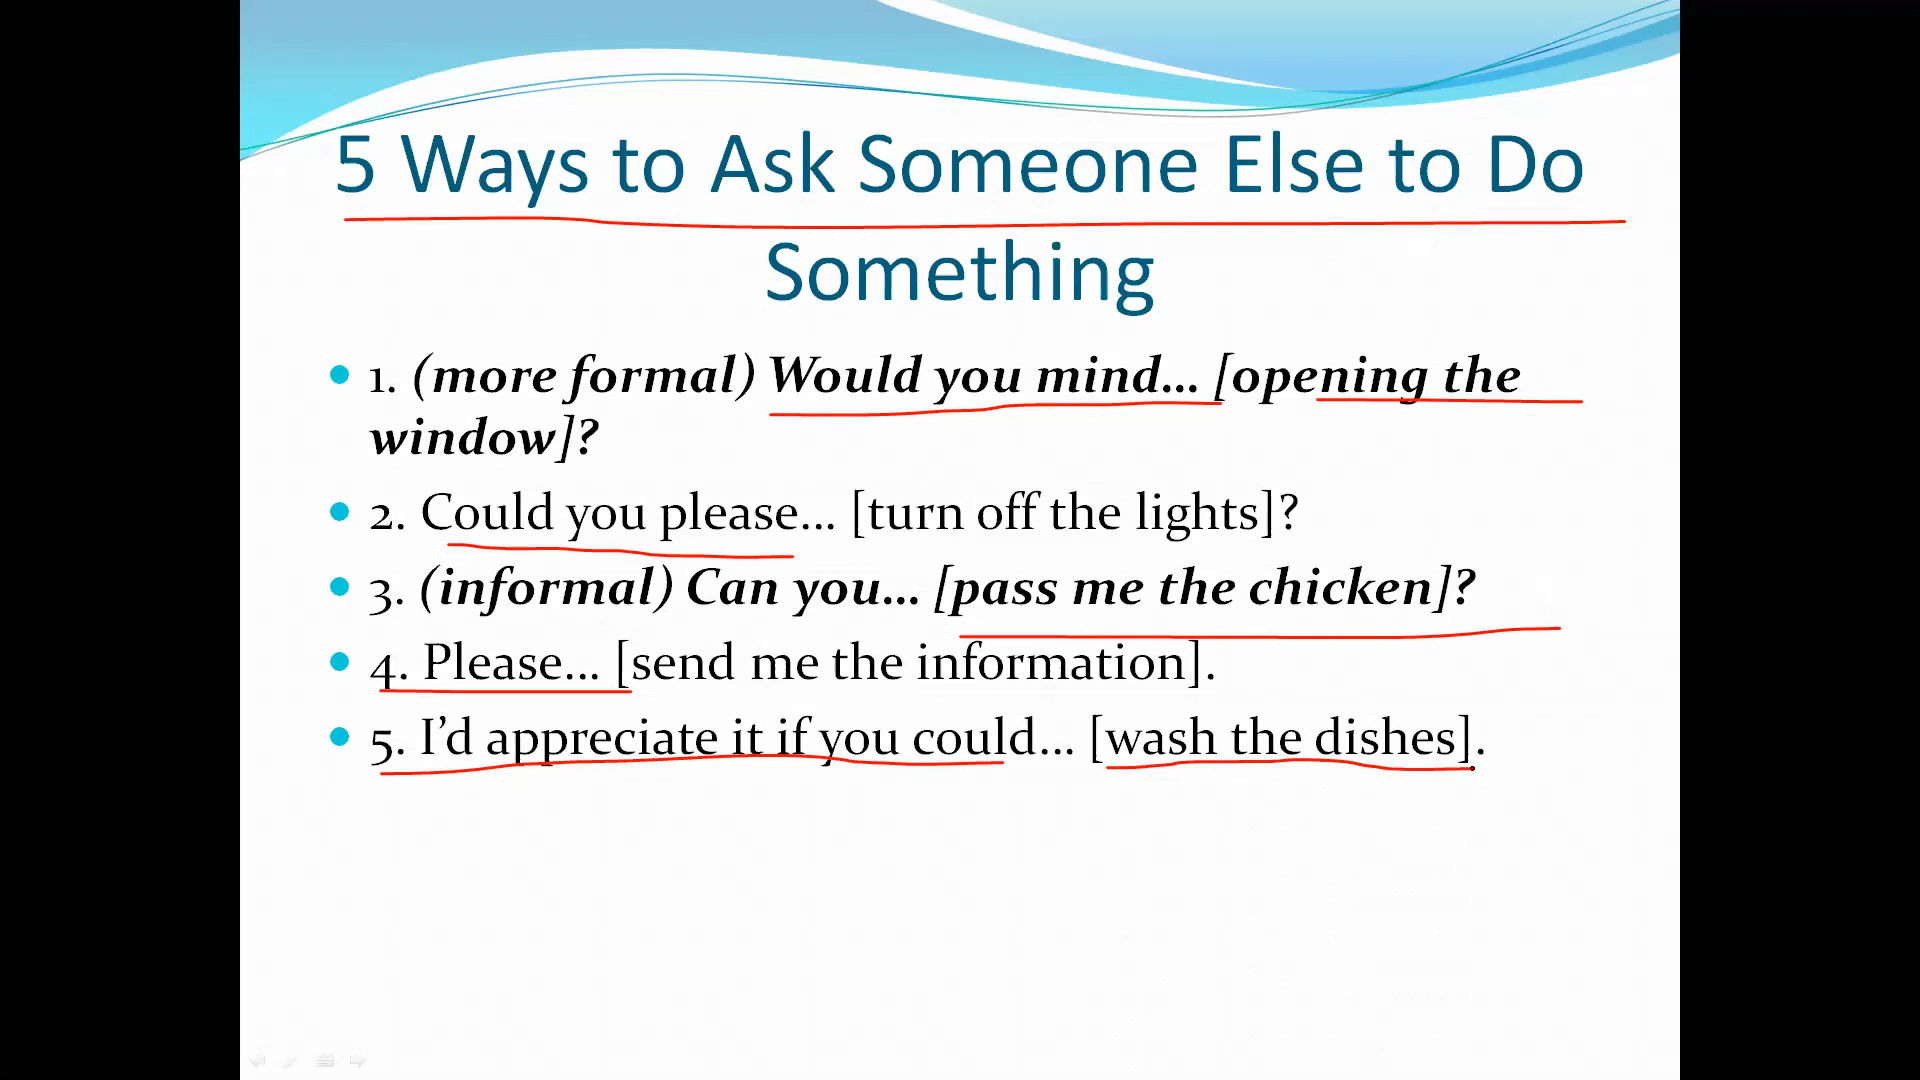 5 Ways to Ask Someone Else to Do
Something
1. (more formal) Would you mind... [opening the
window]?
2. Could you please... [turn off the lights]?
3. (informal) Can you... [pass me the chicken]?
4. Please... [send me the information].
5. I’d appreciate it if you could... [wash the dishes].